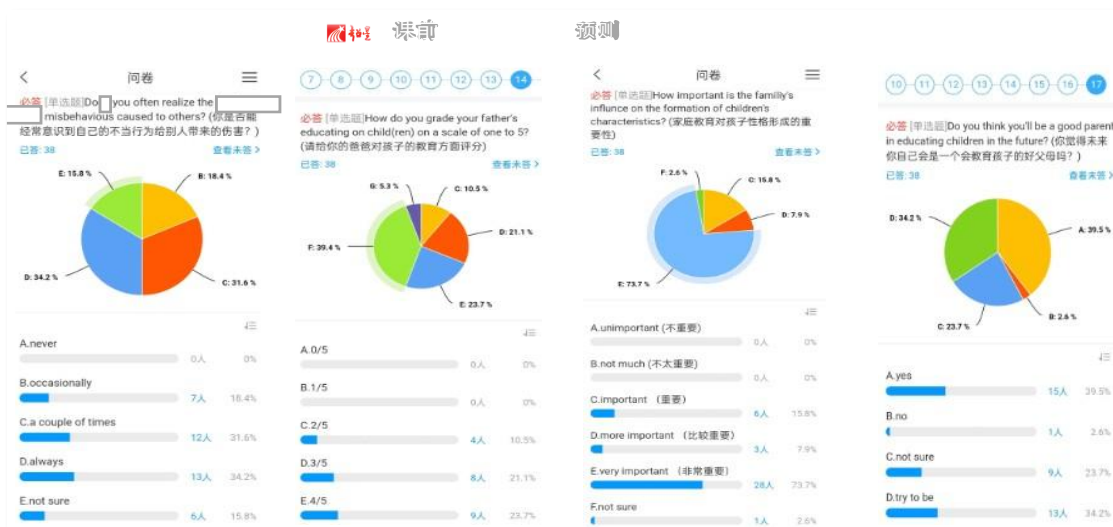 智慧 课前 预测
问卷
必答 [单选题]Do you often realize the
misbehavious caused to others? (你是否能
经常意识到自己的不当行为给别人带来的伤害？)
已答: 38 查看未答 >
E: 15.8 %
B: 18.4%
D: 34.2 %
C: 31.6%
A.never
0人 0%
B.occasionally
7人 18.4%
C.a couple of times
12人 31.6%
D.always
13人 34.2%
E.not sure
6人 15.8%
7 8 9 10 11 12 13 14
必答 [单选题]How do you grade your father's
educating on child(ren) on a scale of one to 5?
(请给你的爸爸对孩子的教育方面评分)
已答: 38 查看未答 >
G: 5.3 %
C: 10.5%
D: 21.1 %
F: 39.4 %
E: 23.7 %
A.0/5
0人 0%
B.1/5
0人 0%
C.2/5
4人 10.5%
D.3/5
8人 21.1%
E.4/5
9人 23.7%
问卷
必答 [单选题]How important is the familly's
influnce on the formation of children's
characteristics? (家庭教育对孩子性格形成的重
要性)
已答: 38 查看未答 >
F: 2.6 %
C: 15.8%
D: 7.9 %
E: 73.7 %
A.unimportant (不重要)
0人 0%
B.not much (不太重要)
0人 0%
C.important （重要）
6人 15.8%
D.more important （比较重要）
3人 7.9%
E.very important （非常重要）
28人 73.7%
F.not sure
1人 2.6%
10 11 12 13 14 15 16 17
必答 [单选题]Do you think you'll be a good parent
in educating children in the future? (你觉得未来
你自己会是一个会教育孩子的好父母吗？)
已答: 38 查看未答 >
D: 34.2 %
A: 39.5 %
B: 2.6 %
C: 23.7 %
A.yes
15人 39.5%
B.no
1人 2.6%
C.not sure
9人 23.7%
D.try to be
13人 34.2%